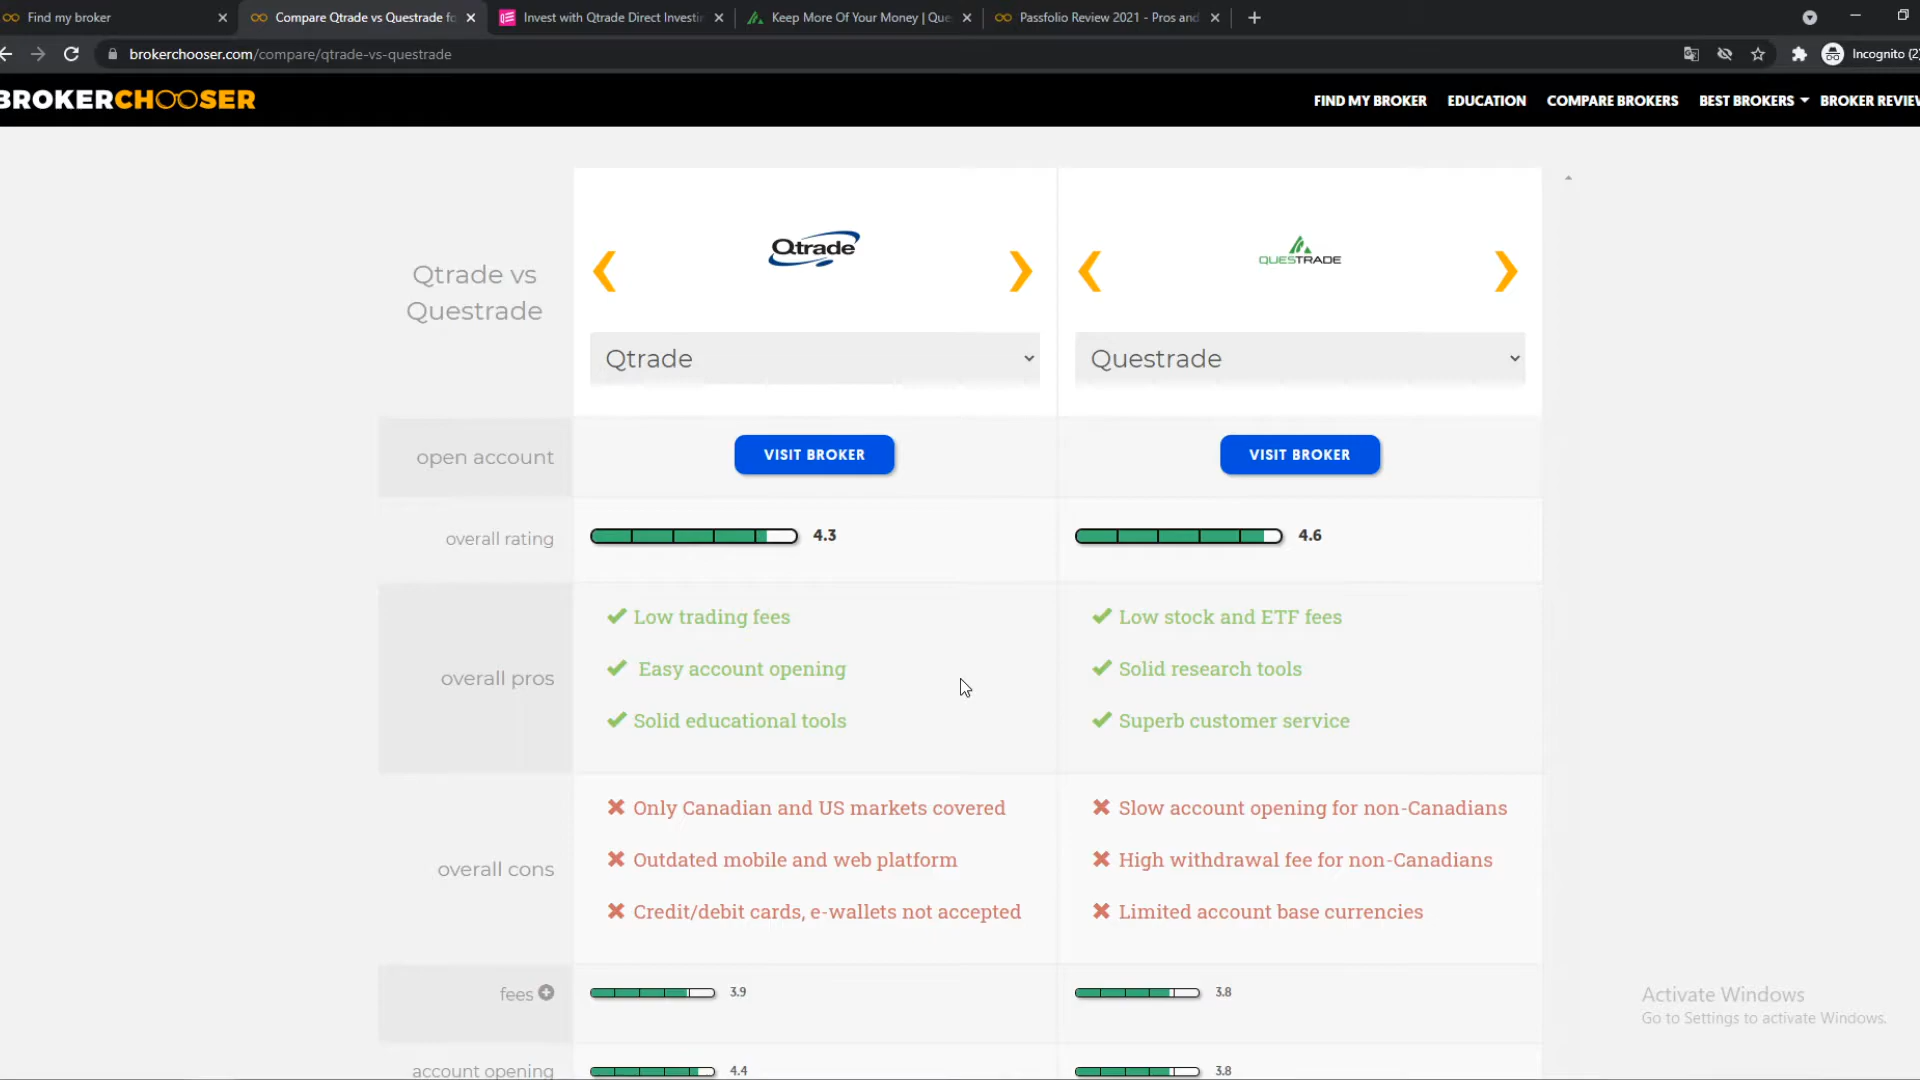 Find my broker
Compare Qtrade vs Questrade fo
Invest with Qtrade Direct Investin
Keep More Of Your Money | Que
Passfolio Review 2021 - Pros and
brokerchooser.com/compare/qtrade-vs-questrade
Incognito (2)
BROKERCHOOSER
FIND MY BROKER
EDUCATION
COMPARE BROKERS
BEST BROKERS
BROKER REVIEW
Qtrade vs
Questrade
Qtrade
QUESTRADE
Qtrade
Questrade
open account
VISIT BROKER
VISIT BROKER
overall rating
4.3
4.6
overall pros
Low trading fees
Easy account opening
Solid educational tools
Low stock and ETF fees
Solid research tools
Superb customer service
overall cons
Only Canadian and US markets covered
Outdated mobile and web platform
Credit/debit cards, e-wallets not accepted
Slow account opening for non-Canadians
High withdrawal fee for non-Canadians
Limited account base currencies
fees
3.9
3.8
account opening
4.4
3.8
Activate Windows
Go to Settings to activate Windows.